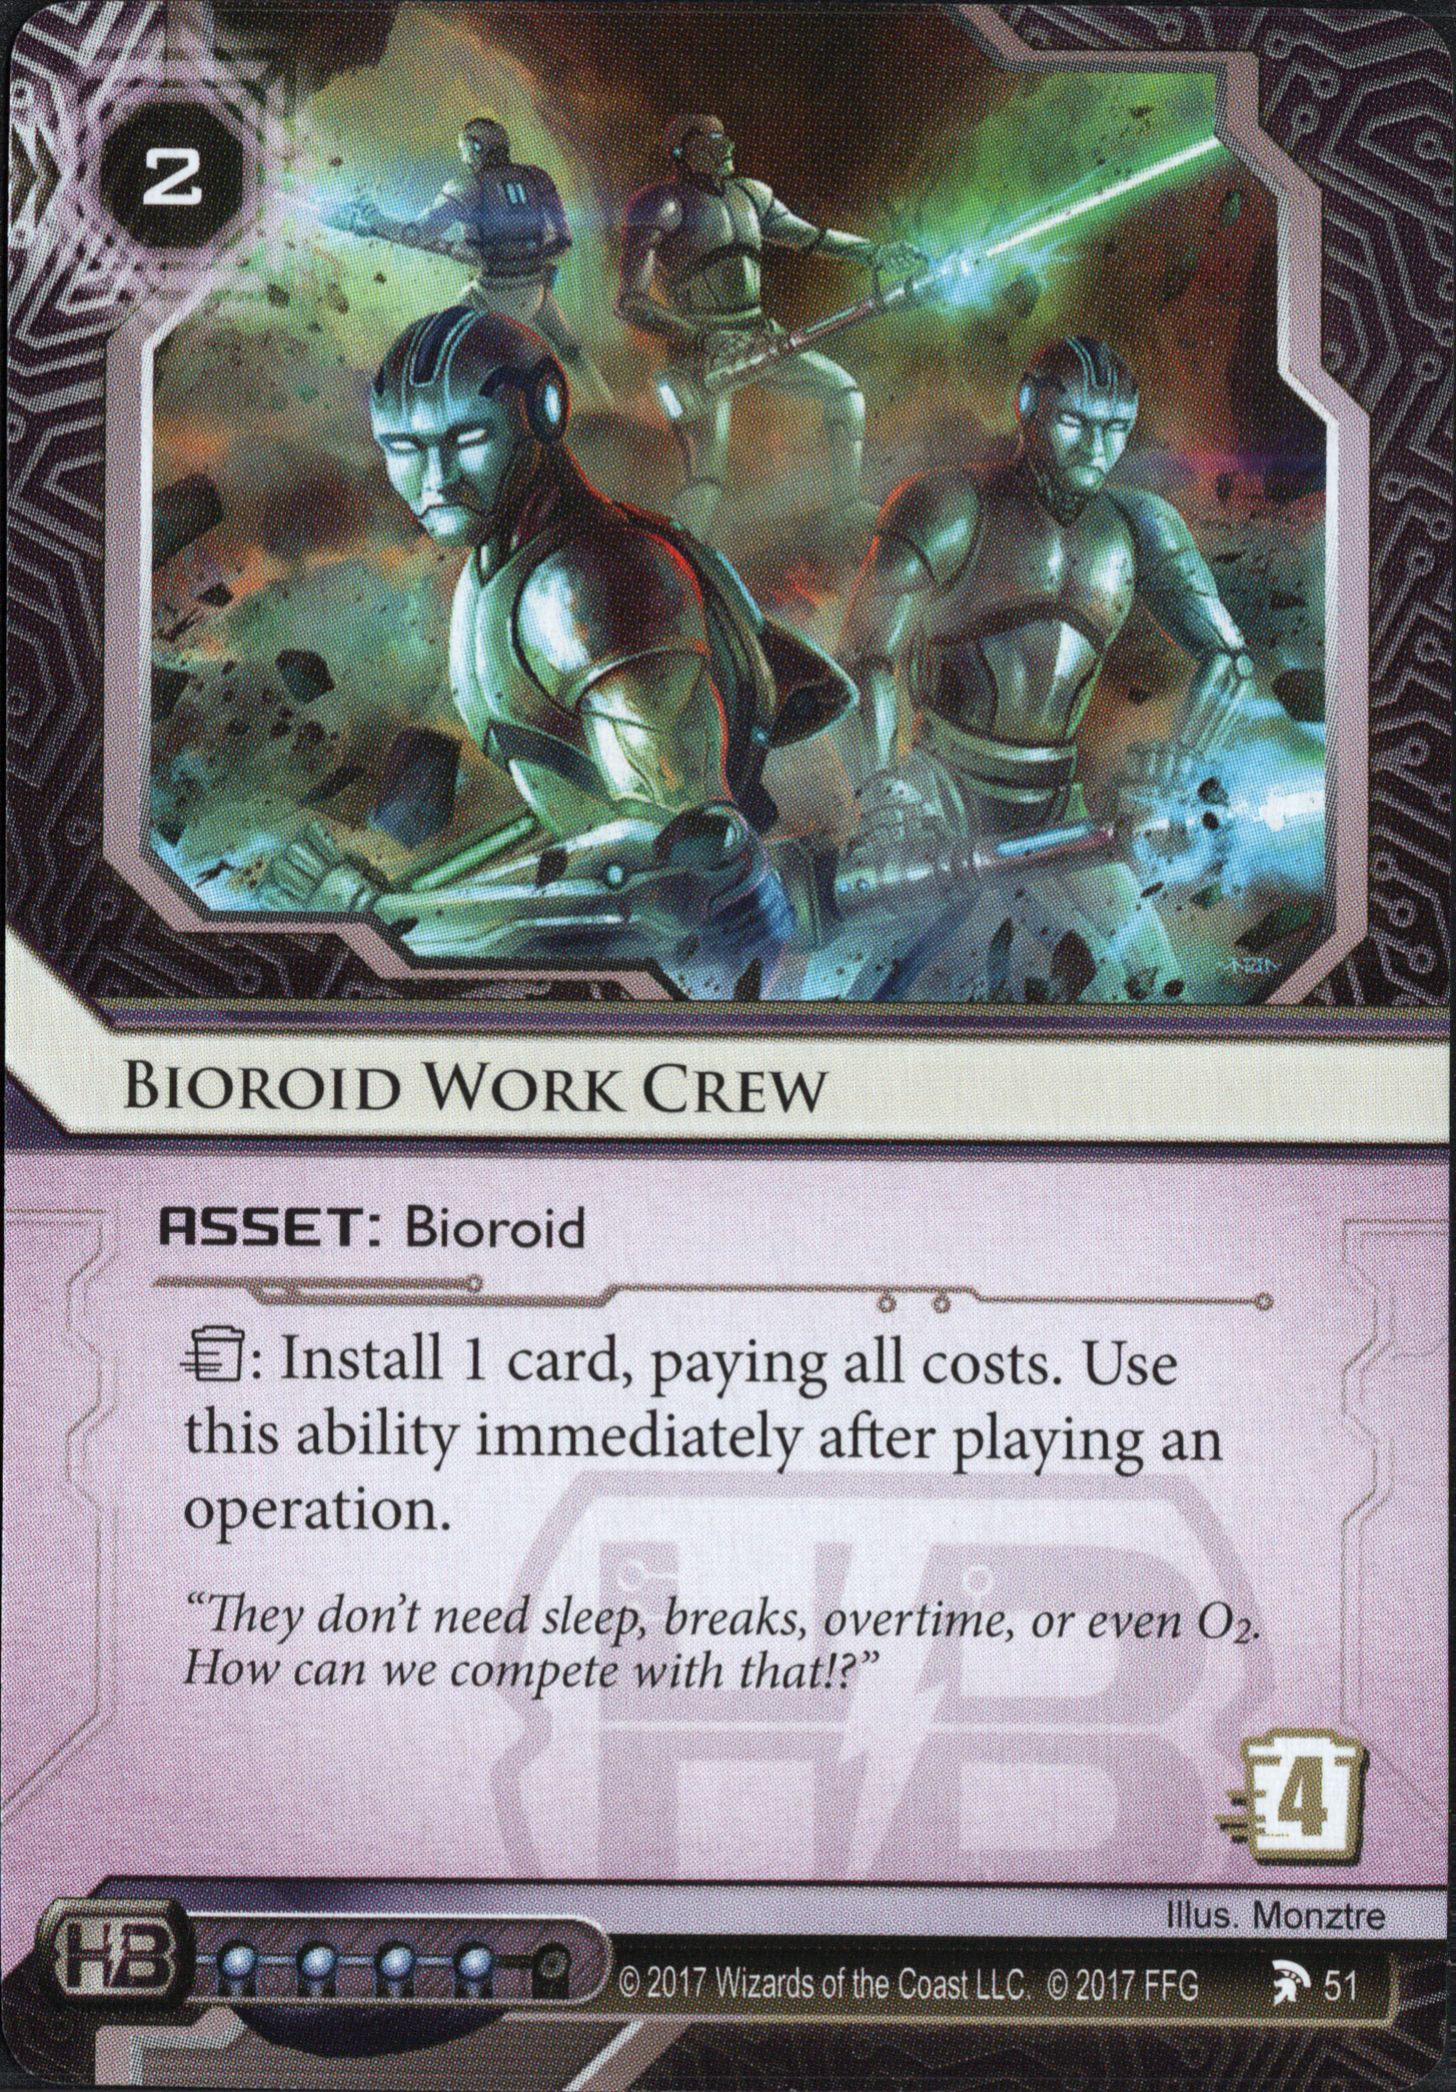 2
BIOROID WORK CREW
ASSET: Bioroid
: Install 1 card, paying all costs. Use
this ability immediately after playing an
operation.
“They don’t need sleep, breaks, overtime, or even O₂.
How can we compete with that!?”
4
Illus. Monztre
HB
© 2017 Wizards of the Coast LLC. © 2017 FFG 51